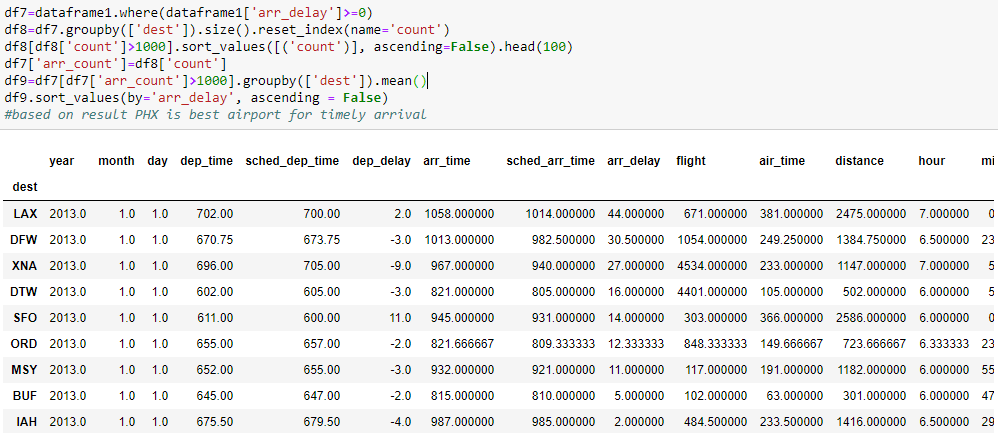 df7=dataframe1.where(dataframe1['arr_delay']>=0)
df8=df7.groupby(['dest']).size().reset_index(name='count')
df8[df8['count']>1000].sort_values([('count')], ascending=False).head(100)
df7['arr_count']=df8['count']
df9=df7[df7['arr_count']>1000].groupby(['dest']).mean()
df9.sort_values(by='arr_delay', ascending = False)
#based on result PHX is best airport for timely arrival
year month day dep_time sched_dep_time dep_delay arr_time sched_arr_time arr_delay flight air_time distance hour mi
dest
LAX 2013.0 1.0 1.0 702.00 700.00 2.0 1058.000000 1014.000000 44.000000 671.000000 381.000000 2475.000000 7.000000 0
DFW 2013.0 1.0 1.0 670.75 673.75 -3.0 1013.000000 982.500000 30.500000 1054.000000 249.250000 1384.750000 6.500000 23
XNA 2013.0 1.0 1.0 696.00 705.00 -9.0 967.000000 940.000000 27.000000 4534.000000 233.000000 1147.000000 7.000000 5
DTW 2013.0 1.0 1.0 602.00 605.00 -3.0 821.000000 805.000000 16.000000 4401.000000 105.000000 502.000000 6.000000 5
SFO 2013.0 1.0 1.0 611.00 600.00 11.0 945.000000 931.000000 14.000000 303.000000 366.000000 2586.000000 6.000000 0
ORD 2013.0 1.0 1.0 655.00 657.00 -2.0 821.666667 809.333333 12.333333 848.333333 149.666667 723.666667 6.333333 23
MSY 2013.0 1.0 1.0 652.00 655.00 -3.0 932.000000 921.000000 11.000000 117.000000 191.000000 1182.000000 6.000000 55
BUF 2013.0 1.0 1.0 645.00 647.00 -2.0 815.000000 810.000000 5.000000 102.000000 63.000000 301.000000 6.000000 47
IAH 2013.0 1.0 1.0 675.50 679.50 -4.0 987.000000 985.000000 2.000000 484.500000 233.500000 1416.000000 6.500000 29